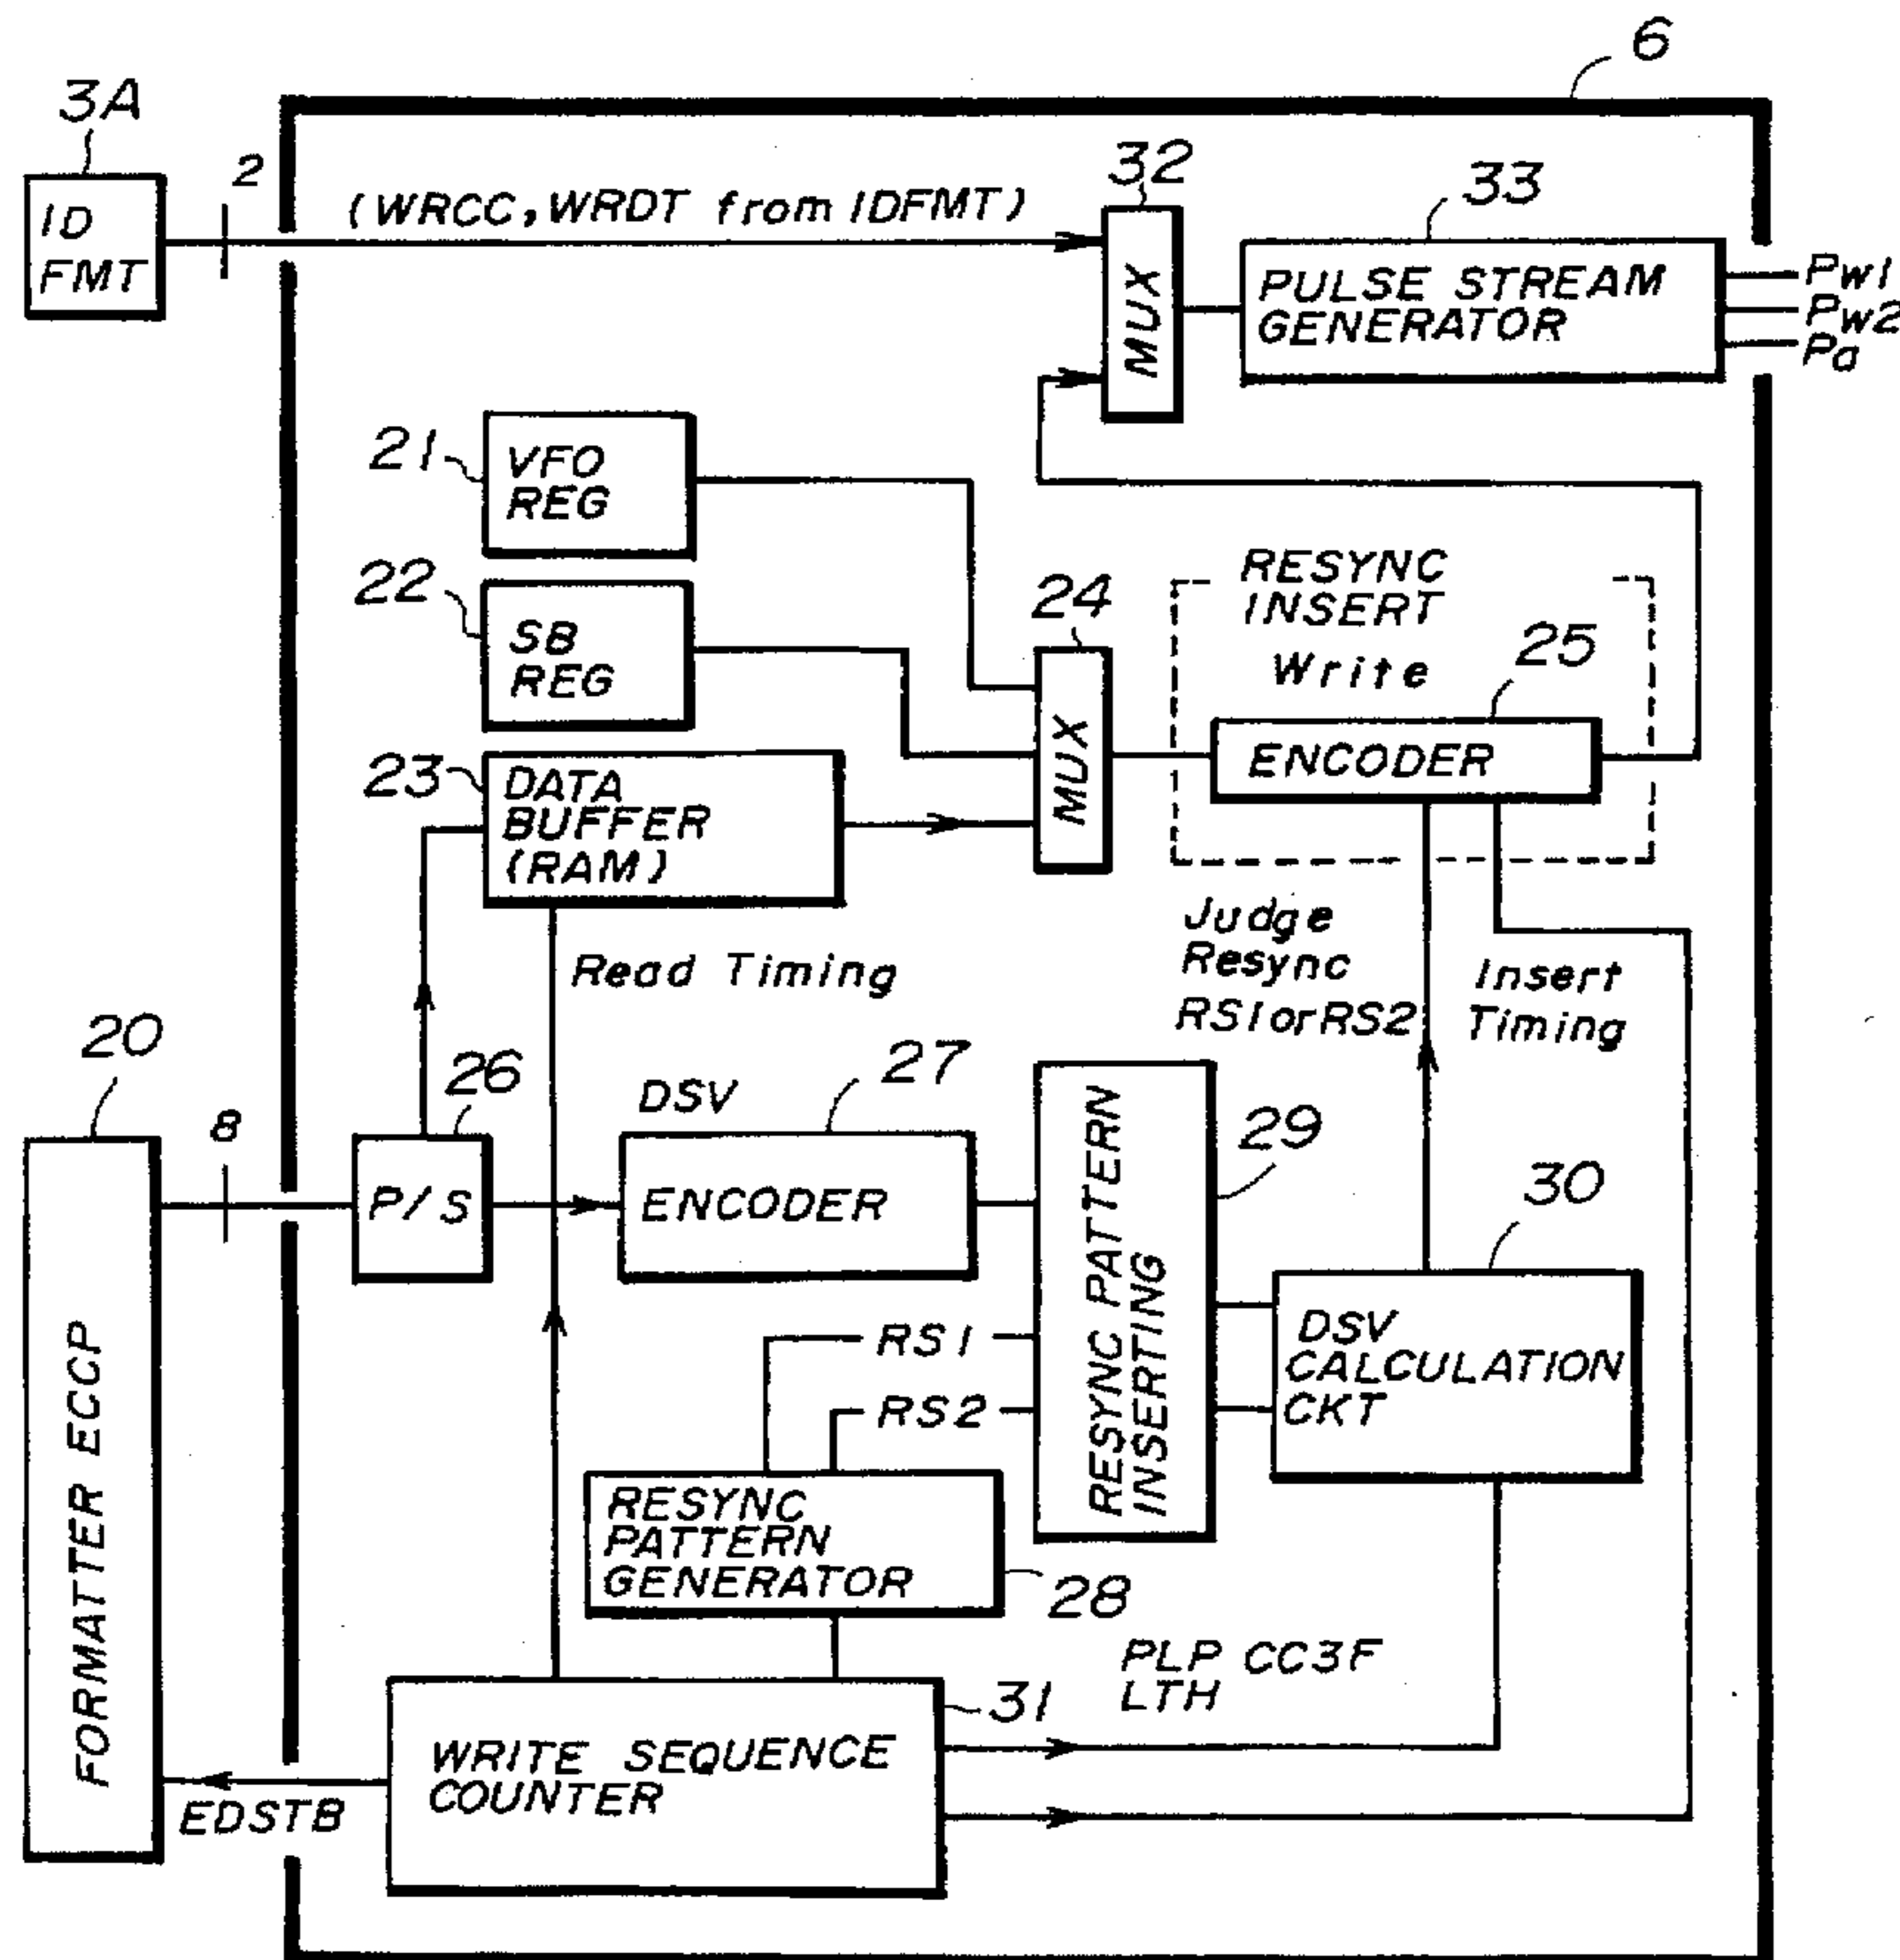 6
3A
ID
FMT
2
(WRCC, WRDT from IDFMT)
32
MUX
33
PULSE STREAM
GENERATOR
Pw1
Pw2
Pa
21
VFO
REG
22
SB
REG
23
DATA
BUFFER
(RAM)
24
MUX
RESYNC
INSERT
Write
25
ENCODER
Read Timing
Judge
Resync
RS1orRS2
Insert
Timing
20
8
26
P/S
DSV
27
ENCODER
29
RESYNC PATTERN
INSERTING
30
DSV
CALCULATION
CKT
RS1
RS2
FORMATTER ECCP
RESYNC
PATTERN
GENERATOR
28
PLP CC3F
LTH
31
WRITE SEQUENCE
COUNTER
EDSTB